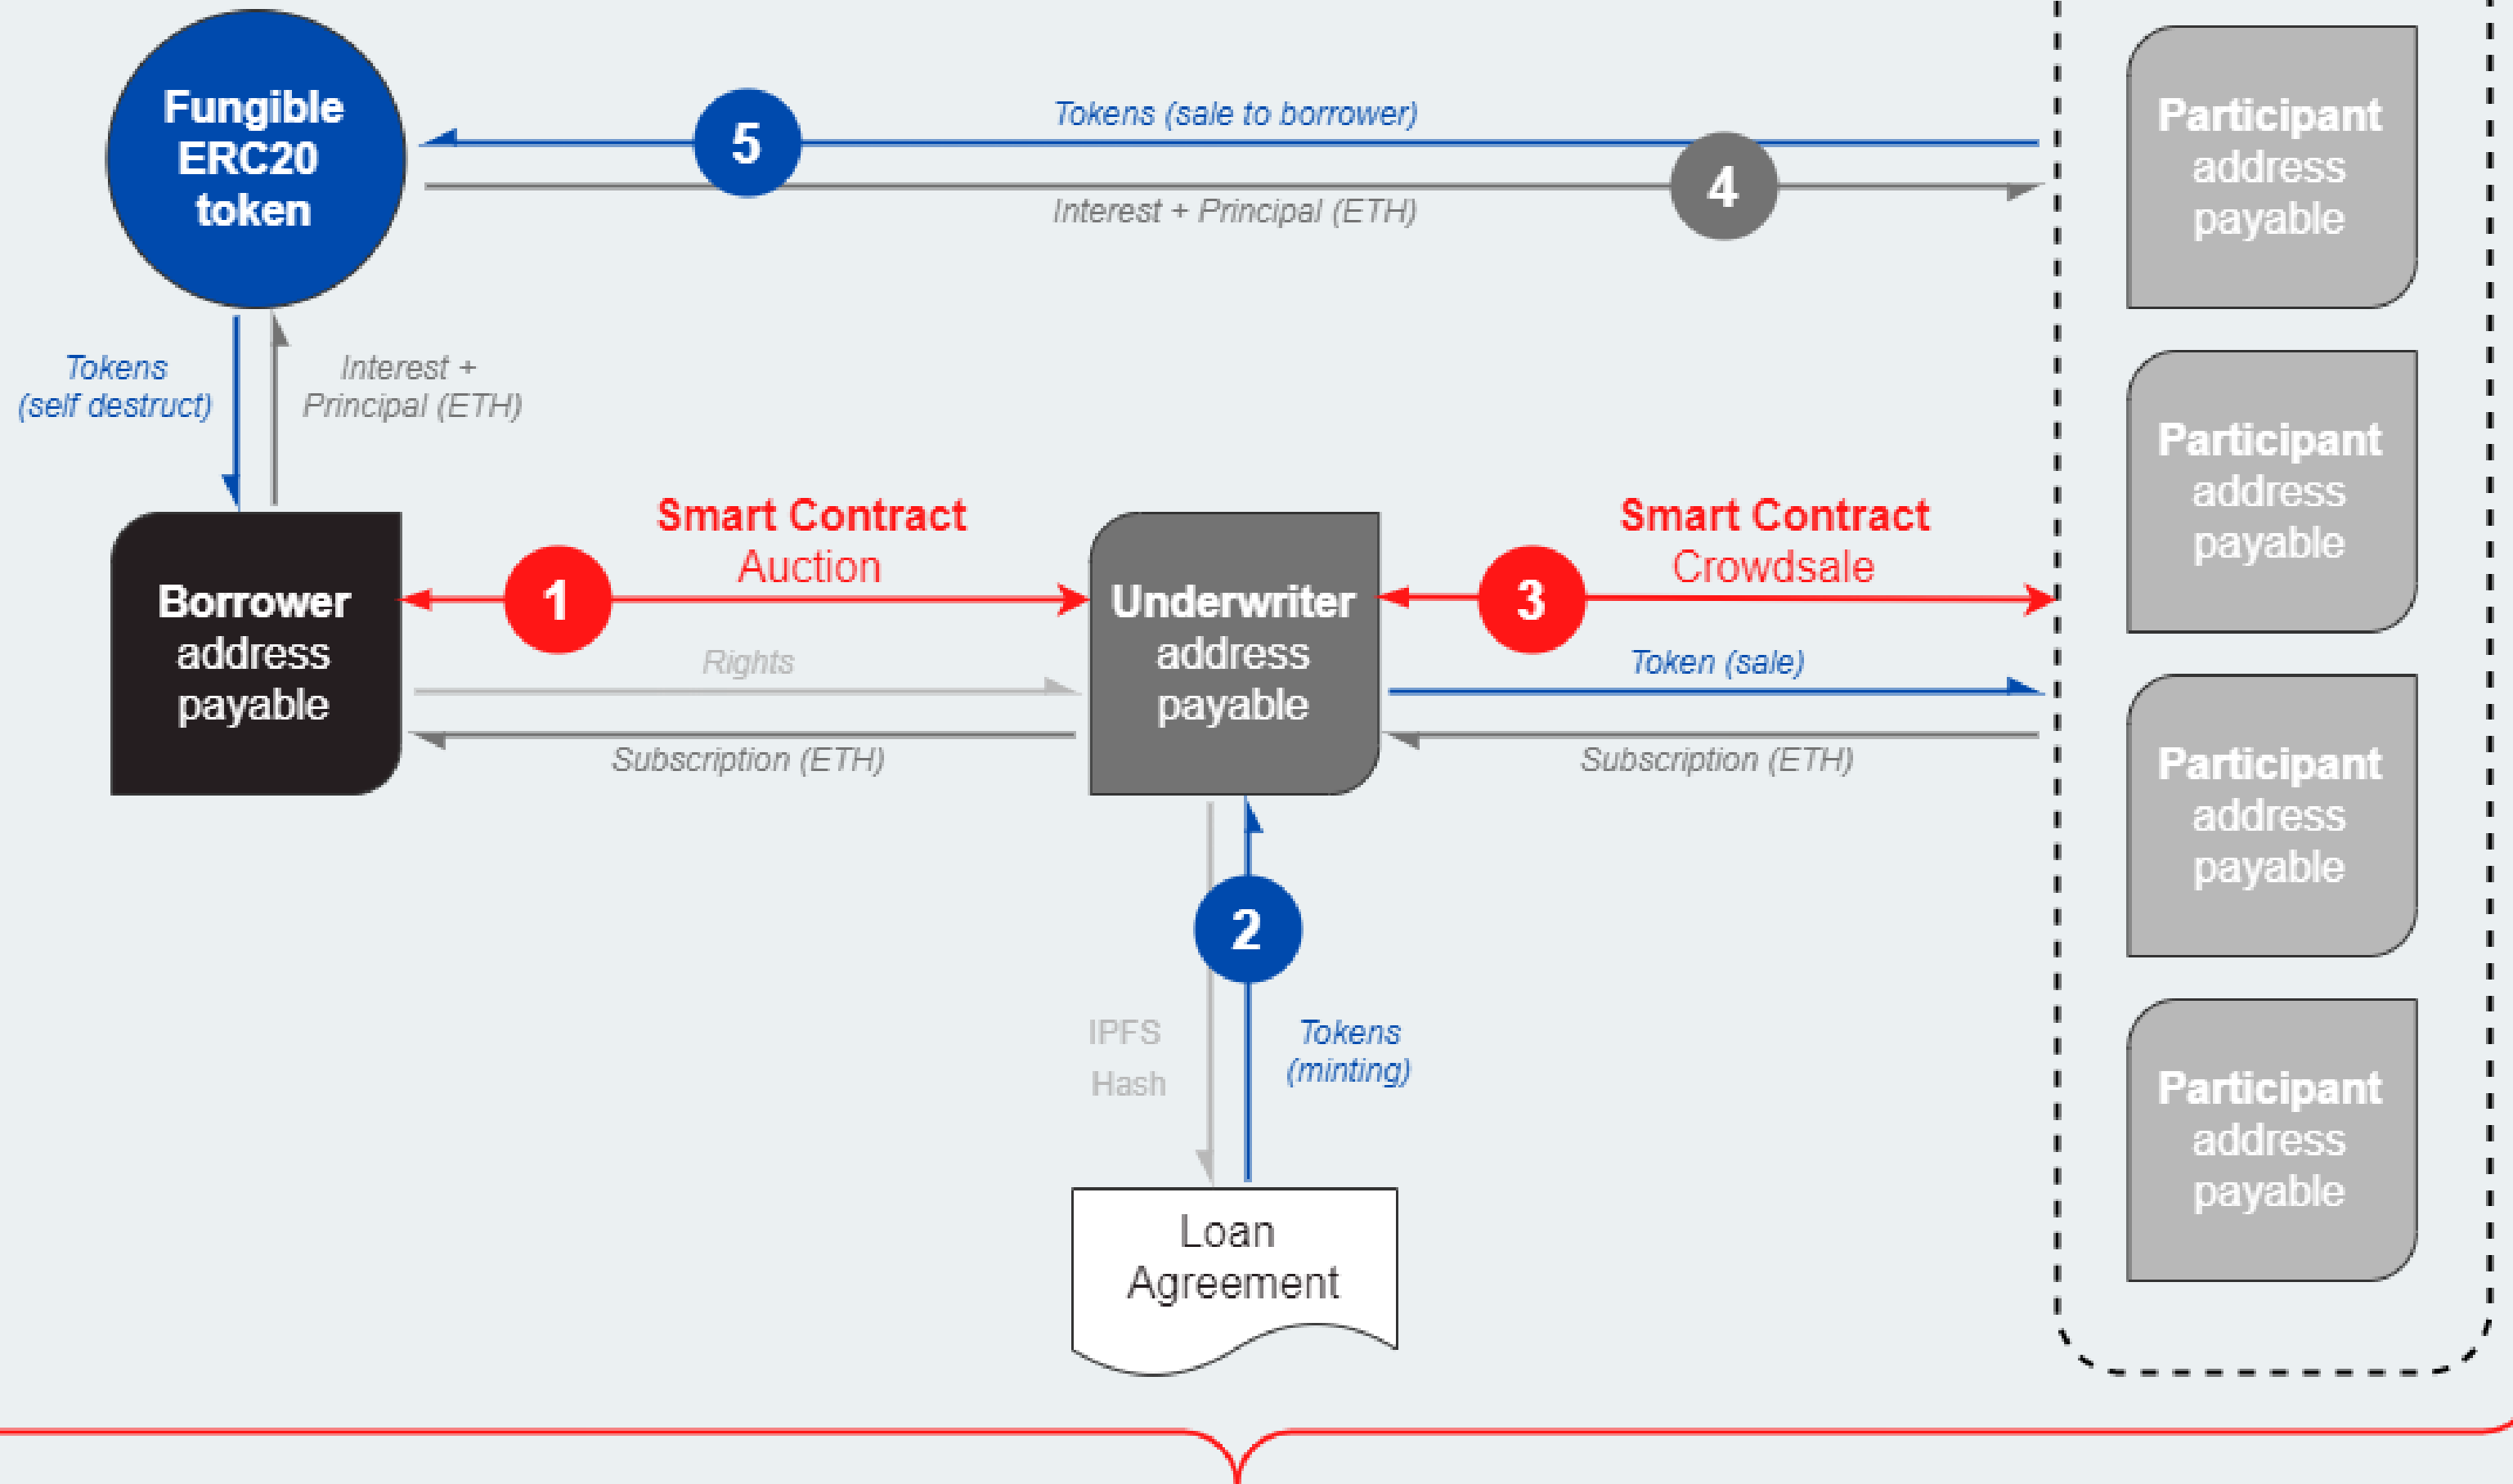 Fungible
ERC20
token
5
Tokens (sale to borrower)
4
Interest + Principal (ETH)
Participant
address
payable
Tokens
(self destruct)
Interest +
Principal (ETH)
Participant
address
payable
Borrower
address
payable
Smart Contract
Auction
1
Rights
Subscription (ETH)
Underwriter
address
payable
Smart Contract
Crowdsale
3
Token (sale)
Subscription (ETH)
Participant
address
payable
2
IPFS
Hash
Tokens
(minting)
Participant
address
payable
Loan
Agreement